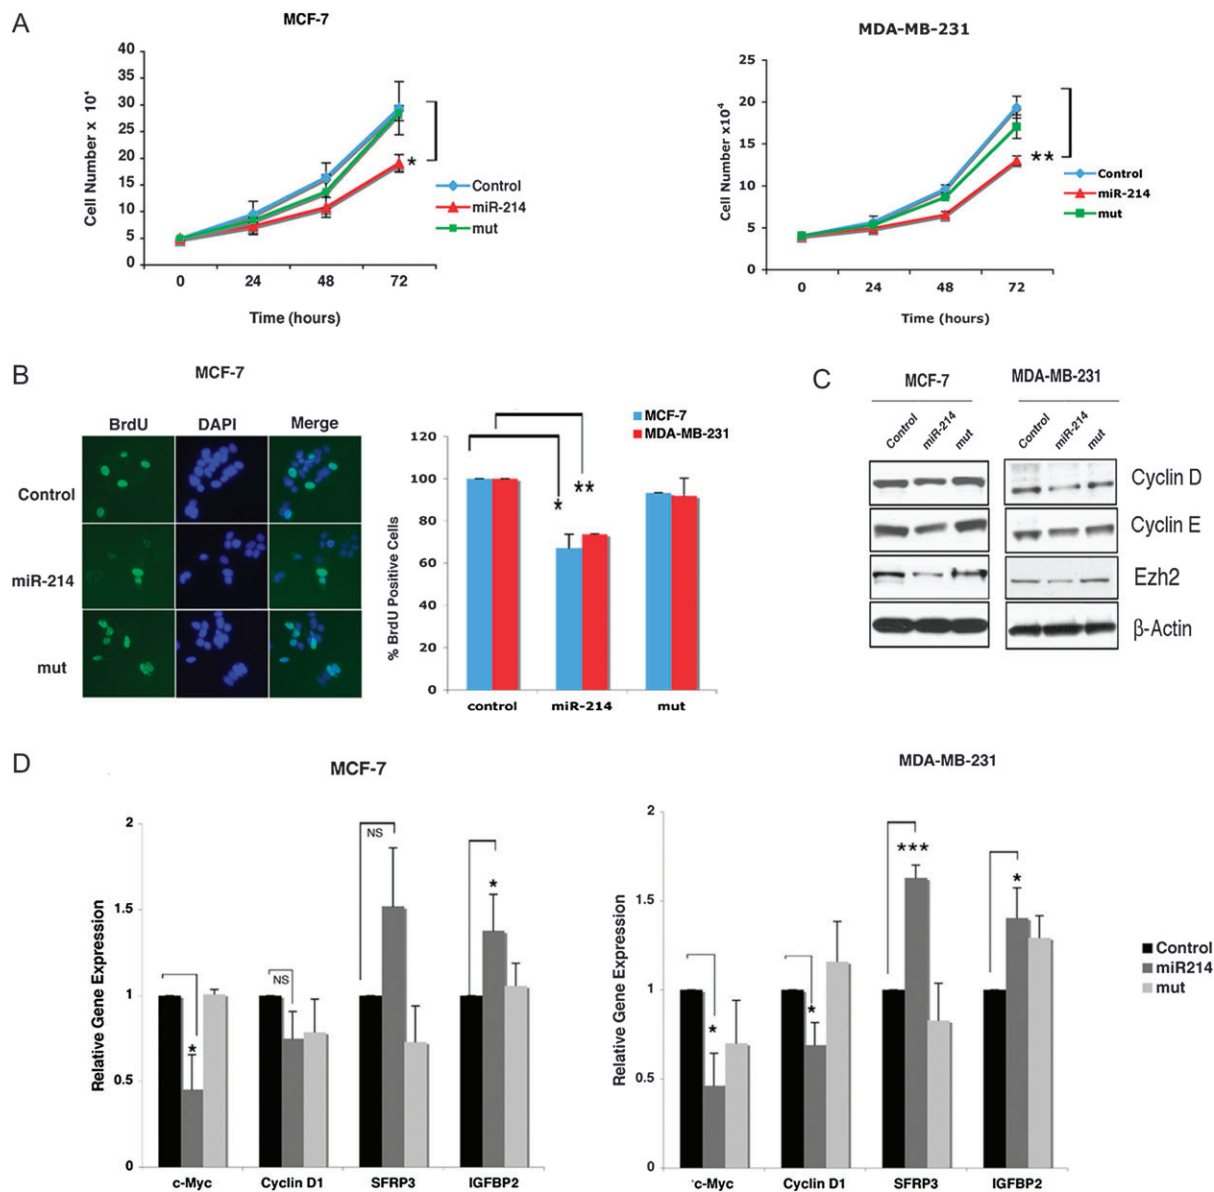 A
MCF-7
40
35
30
25
20
15
10
5
0
Cell Number x 10⁴
0 24 48 72
Time (hours)
*
Control
miR-214
mut
MDA-MB-231
25
20
15
10
5
0
Cell Number x10⁴
0 24 48 72
Time (hours)
**
Control
miR-214
mut
B
MCF-7
BrdU DAPI Merge
Control
miR-214
mut
MCF-7
MDA-MB-231
120
100
80
60
40
20
0
% BrdU Positive Cells
* **
control miR-214 mut
C
MCF-7 MDA-MB-231
Control miR-214 mut Control miR-214 mut
Cyclin D
Cyclin E
Ezh2
β-Actin
D
MCF-7
2
1.5
1
0.5
0
Relative Gene Expression
* NS NS *
c-Myc Cyclin D1 SFRP3 IGFBP2
MDA-MB-231
2
1.5
1
0.5
0
Relative Gene Expression
* * *** *
c-Myc Cyclin D1 SFRP3 IGFBP2
Control
miR214
mut